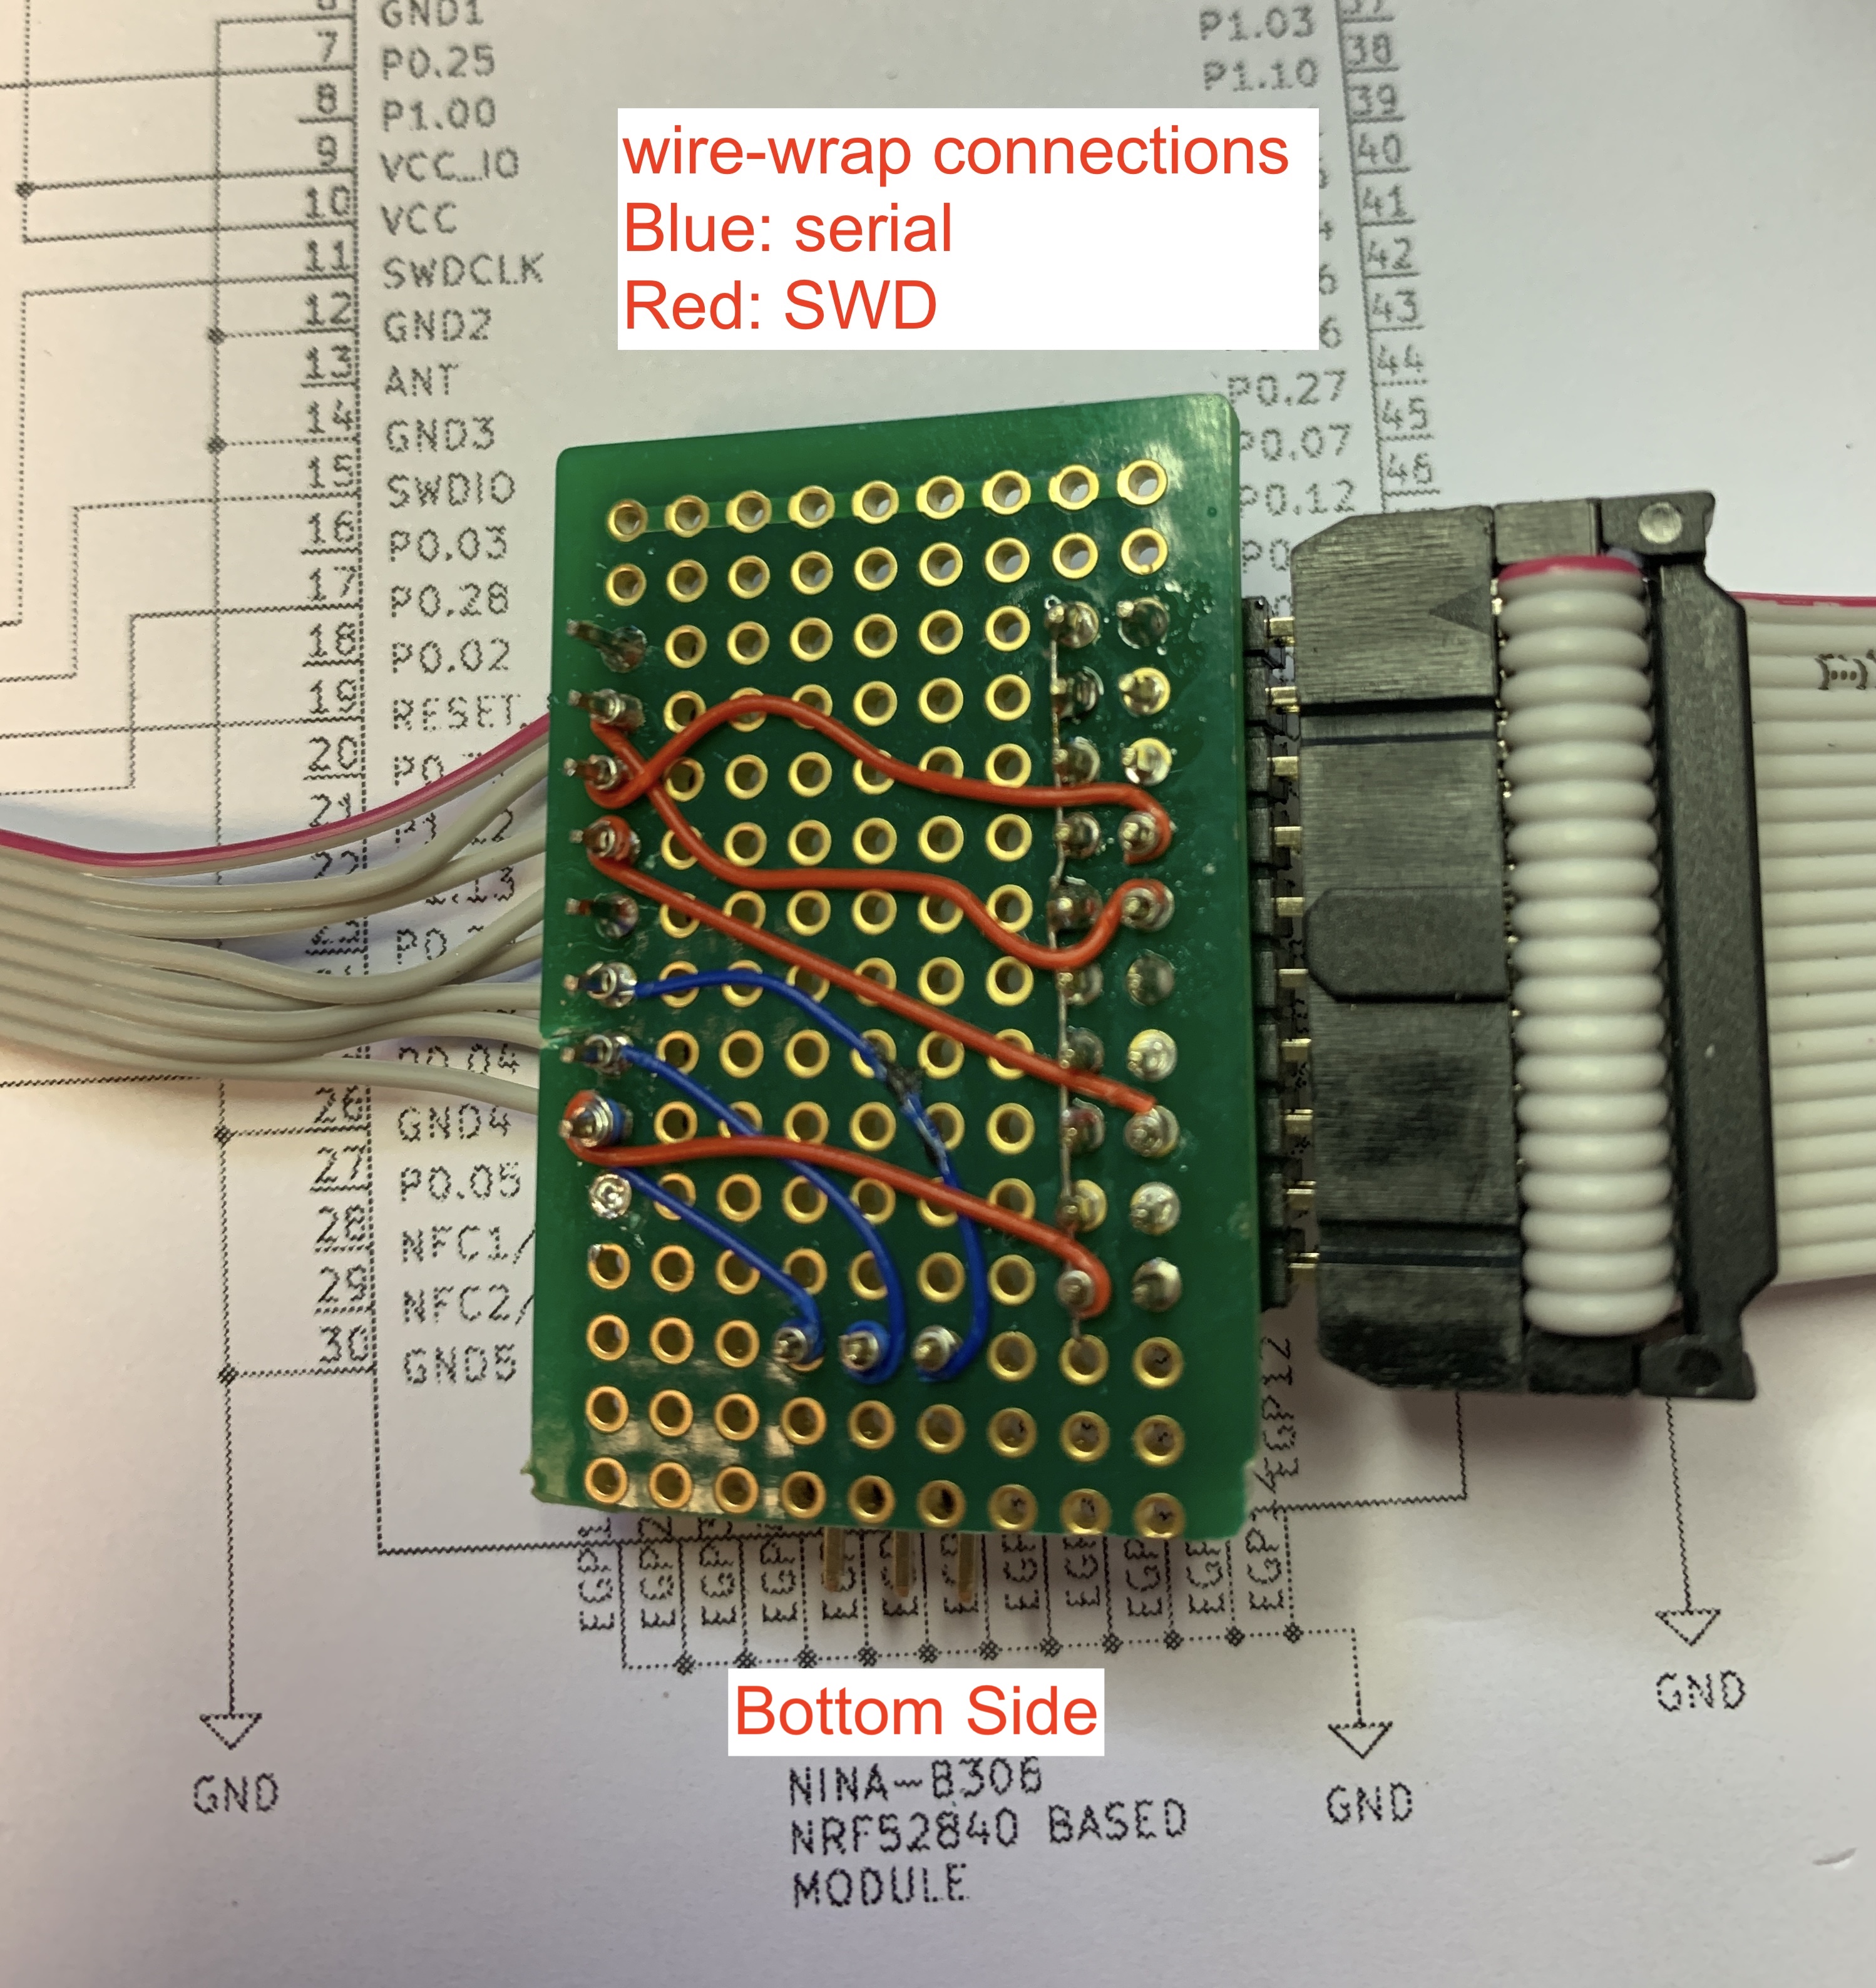 GND1
7
P0.25
8
P1.00
9
VCC_IO
10
VCC
11
SWDCLK
12
GND2
13
ANT
14
GND3
15
SWDIO
16
P0.03
17
P0.28
18
P0.02
19
RESET
20
21
26
GND4
27
P0.05
28
NFC1/
29
NFC2/
30
GND5
P1.03
38
P1.10
39
40
41
42
43
44
P0.27
45
P0.07
46
P0.12
wire-wrap connections
Blue: serial
Red: SWD
EGP1
EGP2
EGP12
Bottom Side
GND
NINA-B306
NRF52840 BASED
MODULE
GND
GND